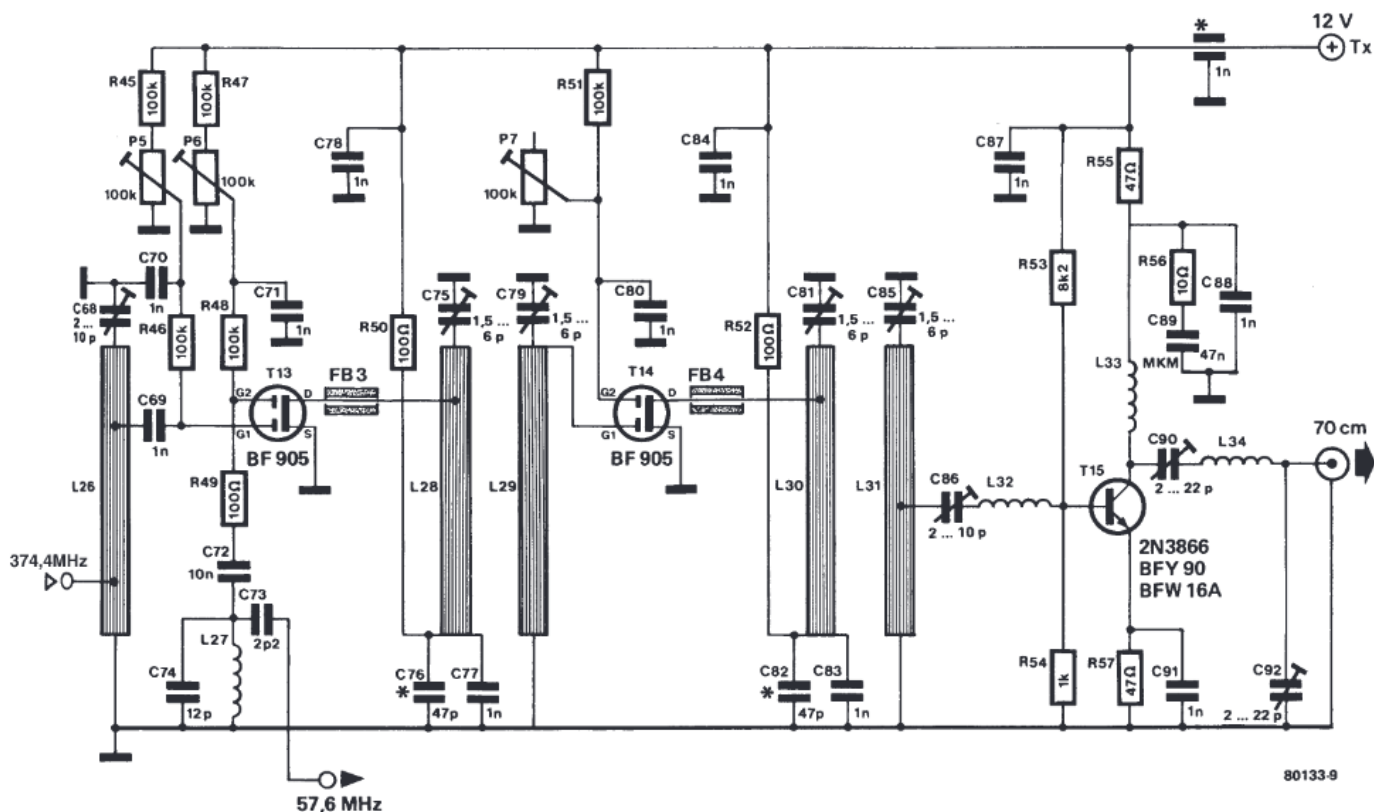 12 V
Tx
*
1n
R45
100k
R47
100k
P5
100k
P6
100k
C78
1n
R51
100k
P7
100k
C84
1n
C87
1n
R55
47Ω
C70
1n
C68
2 ...
10 p
R46
100k
R48
100k
C71
1n
R50
100Ω
C75
1,5 ...
6 p
C79
1,5 ...
6 p
C80
1n
R52
100Ω
C81
1,5 ...
6 p
C85
1,5 ...
6 p
R53
8k2
R56
10Ω
C88
1n
C89
47n
MKM
L33
C69
1n
T13
G2
D
G1
S
BF 905
FB3
T14
G2
D
G1
S
BF 905
FB4
L26
R49
100Ω
L28
L29
L30
L31
C86
2 ... 10 p
L32
T15
C90
2 ... 22 p
L34
70 cm
2N3866
BFY 90
BFW 16A
374,4MHz
C72
10n
C73
2p2
L27
C74
12p
C76
*
47p
C77
1n
C82
*
47p
C83
1n
R54
1k
R57
47Ω
C91
1n
C92
2 ... 22 p
57,6 MHz
80133-9